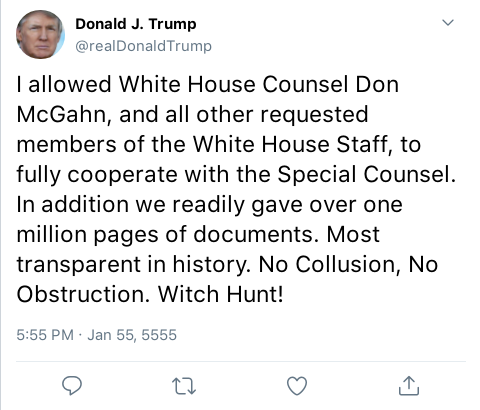 Donald J. Trump
@realDonaldTrump
I allowed White House Counsel Don
McGahn, and all other requested
members of the White House Staff, to
fully cooperate with the Special Counsel.
In addition we readily gave over one
million pages of documents. Most
transparent in history. No Collusion, No
Obstruction. Witch Hunt!
5:55 PM · Jan 55, 5555